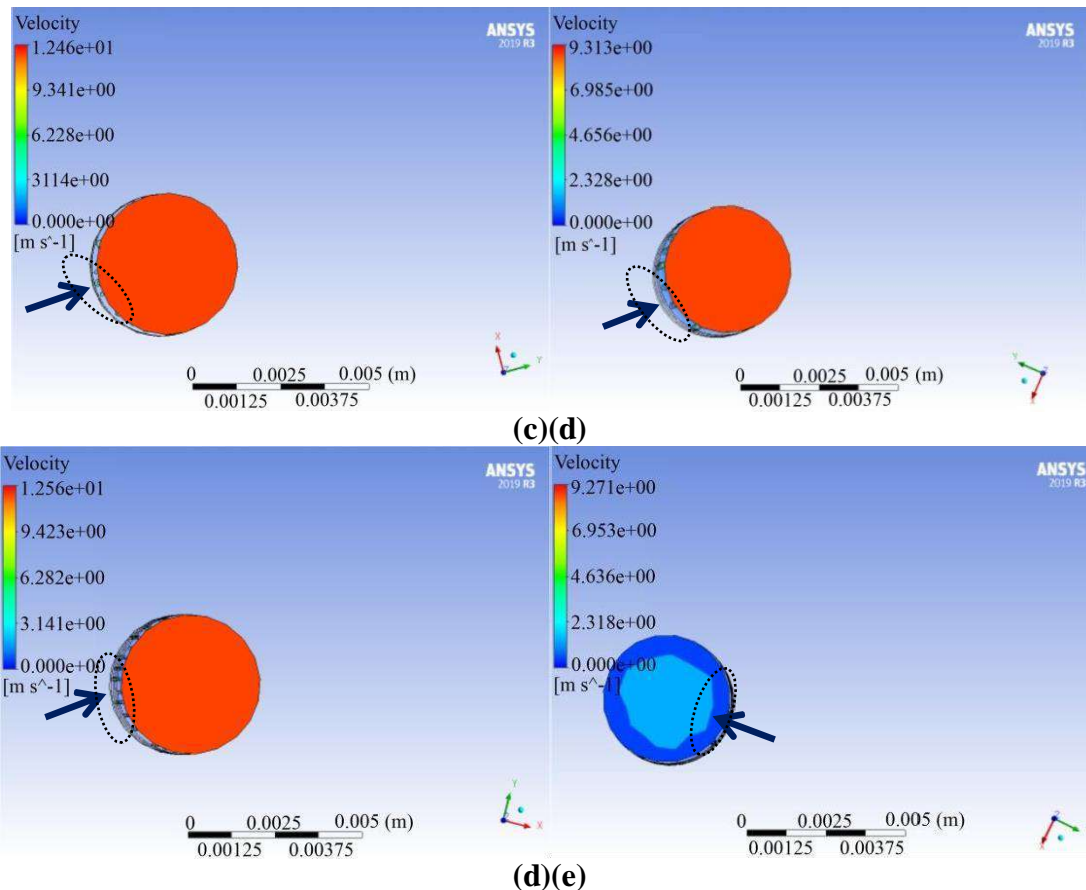 Velocity
1.246e+01
9.341e+00
6.228e+00
3114e+00
0.000e+00
[m s^-1]
ANSYS
2019 R3
X
Y
Z
0 0.0025 0.005 (m)
0.00125 0.00375
Velocity
9.313e+00
6.985e+00
4.656e+00
2.328e+00
0.000e+00
[m s^-1]
ANSYS
2019 R3
Y
Z
X
0 0.0025 0.005 (m)
0.00125 0.00375
(c)(d)
Velocity
1.256e+01
9.423e+00
6.282e+00
3.141e+00
0.000e+00
[m s^-1]
ANSYS
2019 R3
Y
Z
X
0 0.0025 0.005 (m)
0.00125 0.00375
Velocity
9.271e+00
6.953e+00
4.636e+00
2.318e+00
0.000e+00
[m s^-1]
ANSYS
2019 R3
Z
X
0 0.0025 0.005 (m)
0.00125 0.00375
(d)(e)